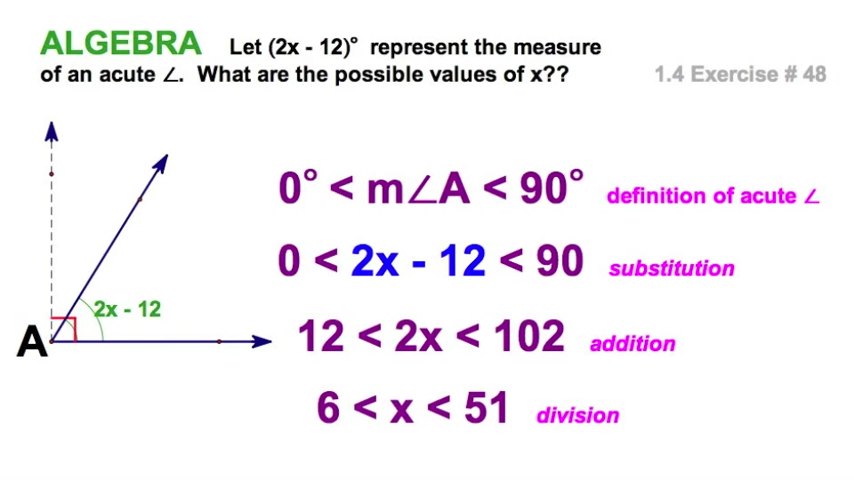 ALGEBRA Let (2x - 12)° represent the measure
of an acute ∠. What are the possible values of x??
1.4 Exercise # 48
0° < m∠A < 90° definition of acute ∠
0 < 2x - 12 < 90 substitution
2x - 12
A
12 < 2x < 102 addition
6 < x < 51 division